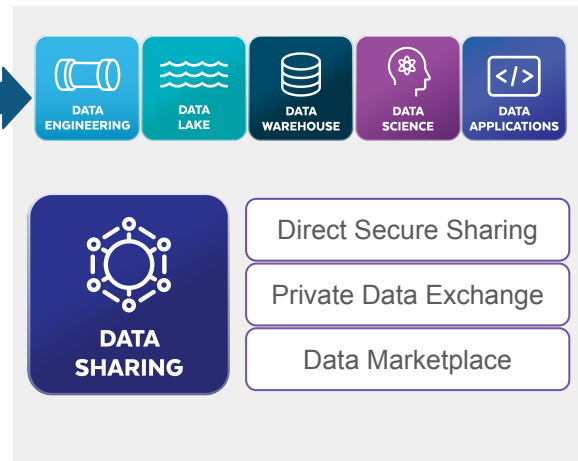 </>
DATA
ENGINEERING
DATA
LAKE
DATA
WAREHOUSE
DATA
SCIENCE
DATA
APPLICATIONS
DATA
SHARING
Direct Secure Sharing
Private Data Exchange
Data Marketplace